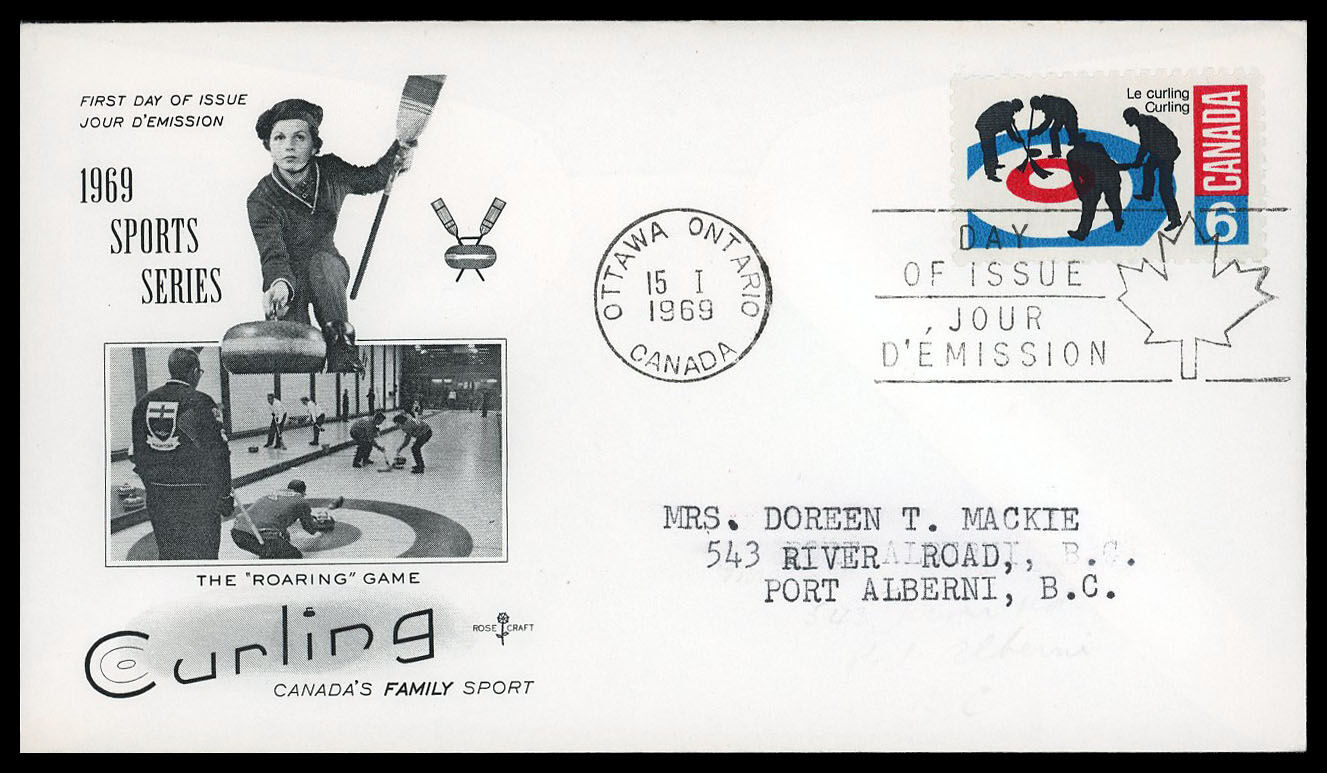 FIRST DAY OF ISSUE
JOUR D'EMISSION
1969
SPORTS
SERIES
THE "ROARING" GAME
Curling
ROSE CRAFT
CANADA'S FAMILY SPORT
OTTAWA ONTARIO
15 I
1969
CANADA
Le curling
Curling
CANADA
6
DAY
OF ISSUE
JOUR
D'ÉMISSION
MRS. DOREEN T. MACKIE
543 RIVER ROAD,, B.C.
PORT ALBERNI, B.C.
543
Alberni